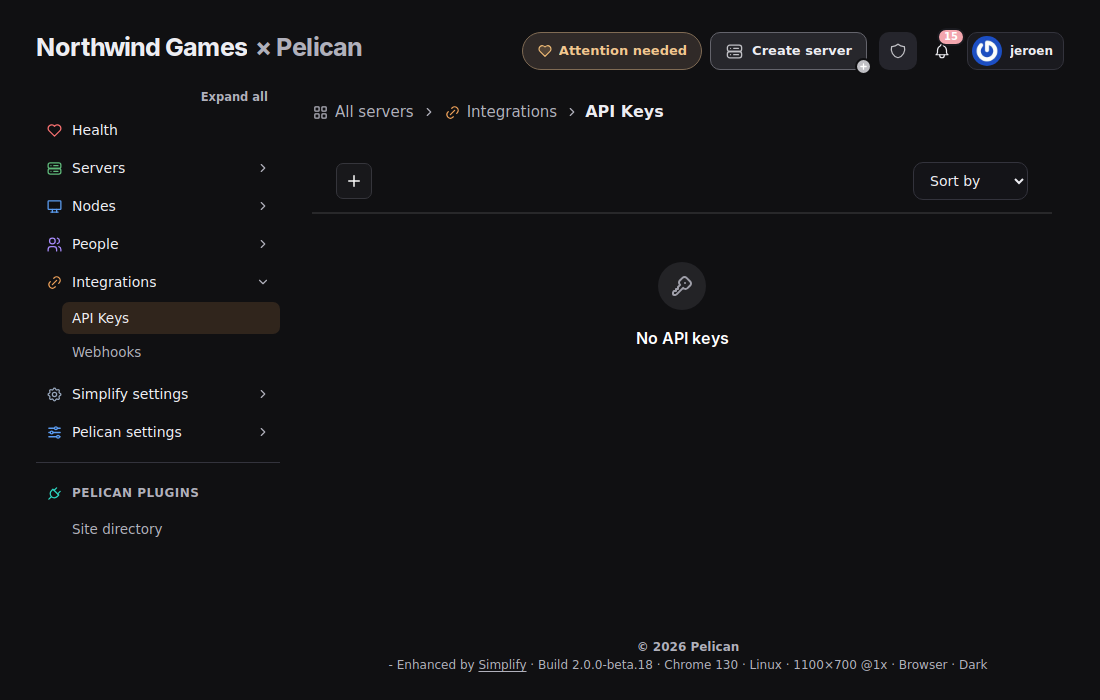 Northwind Games × Pelican
Attention needed
Create server
15
jeroen
Expand all
Health
Servers
Nodes
People
Integrations
API Keys
Webhooks
Simplify settings
Pelican settings
PELICAN PLUGINS
Site directory
All servers > Integrations > API Keys
+
Sort by
No API keys
© 2026 Pelican
- Enhanced by Simplify · Build 2.0.0-beta.18 · Chrome 130 · Linux · 1100×700 @1x · Browser · Dark